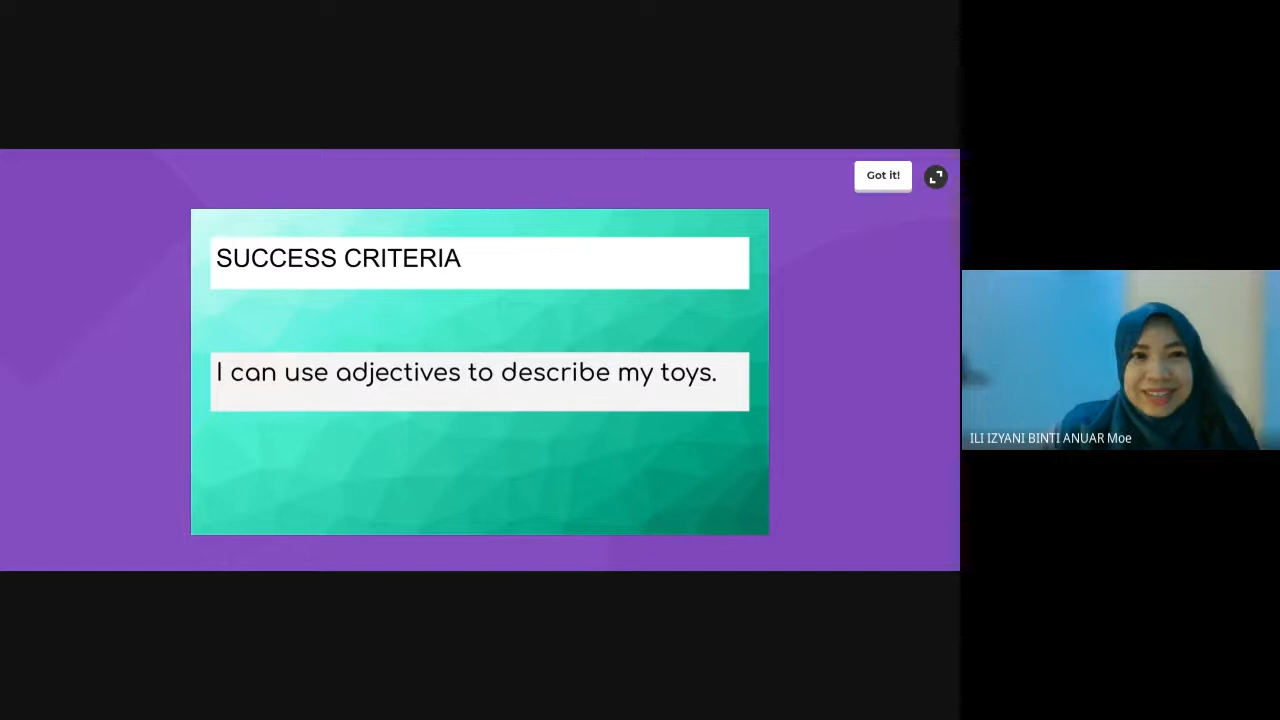 Got it!
SUCCESS CRITERIA
I can use adjectives to describe my toys.
ILI IZYANI BINTI ANUAR Moe